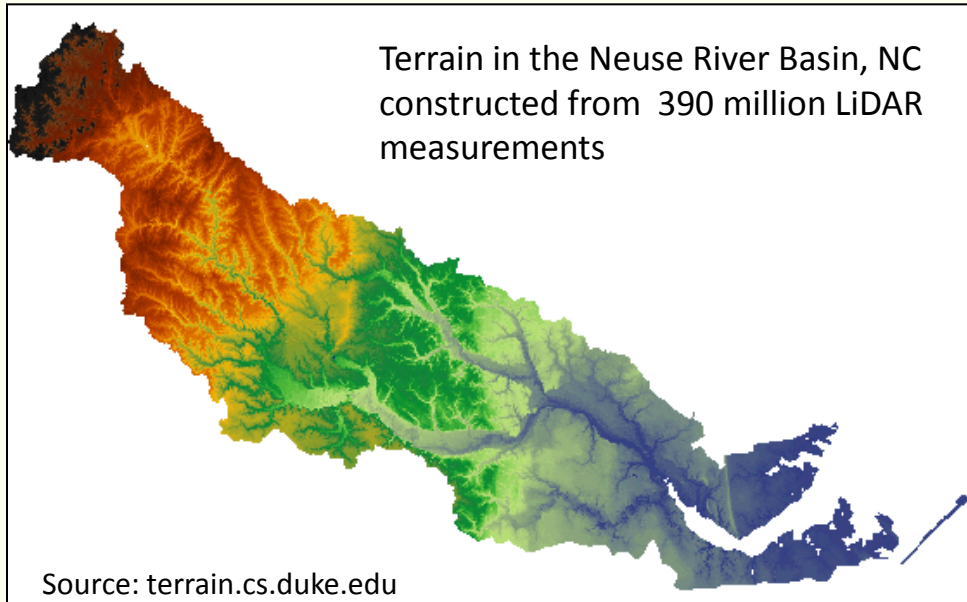 Terrain in the Neuse River Basin, NC
constructed from  390 million LiDAR
measurements
Source: terrain.cs.duke.edu